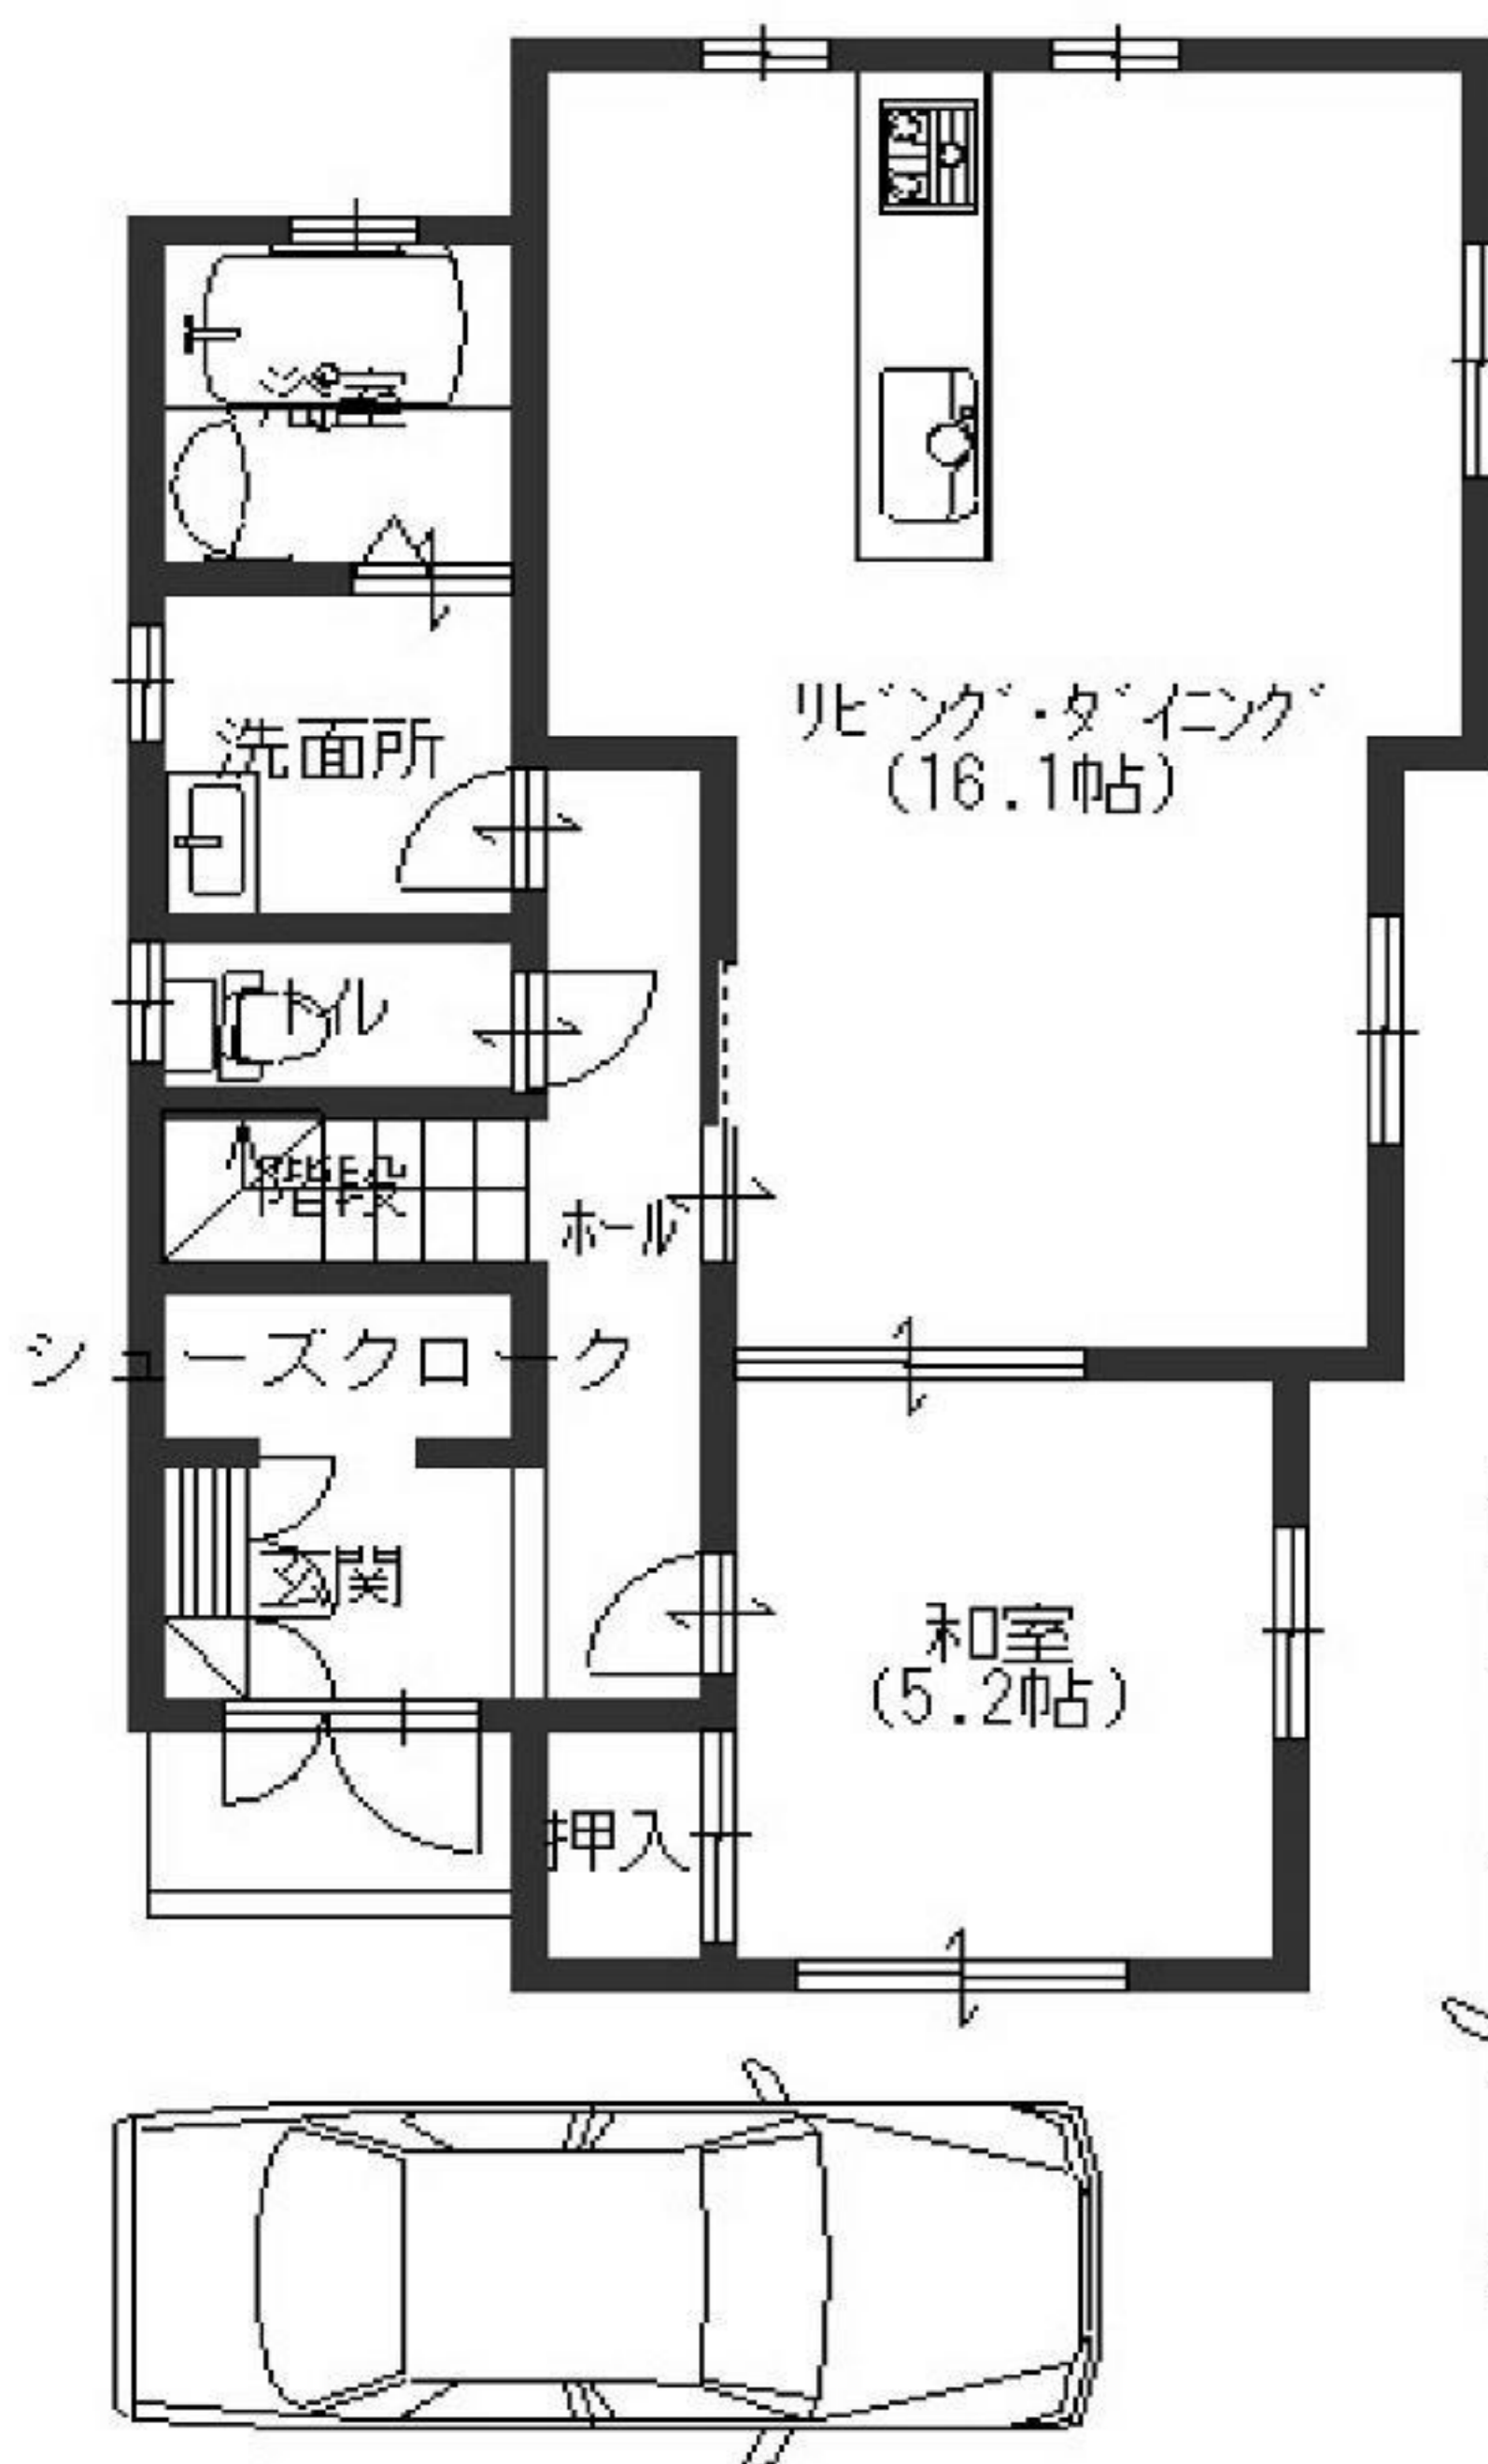 浴室
リビング・ダイニング
(16.1帖)
洗面所
トイレ
階段
ホール
シューズクローク
玄関
和室
(5.2帖)
押入